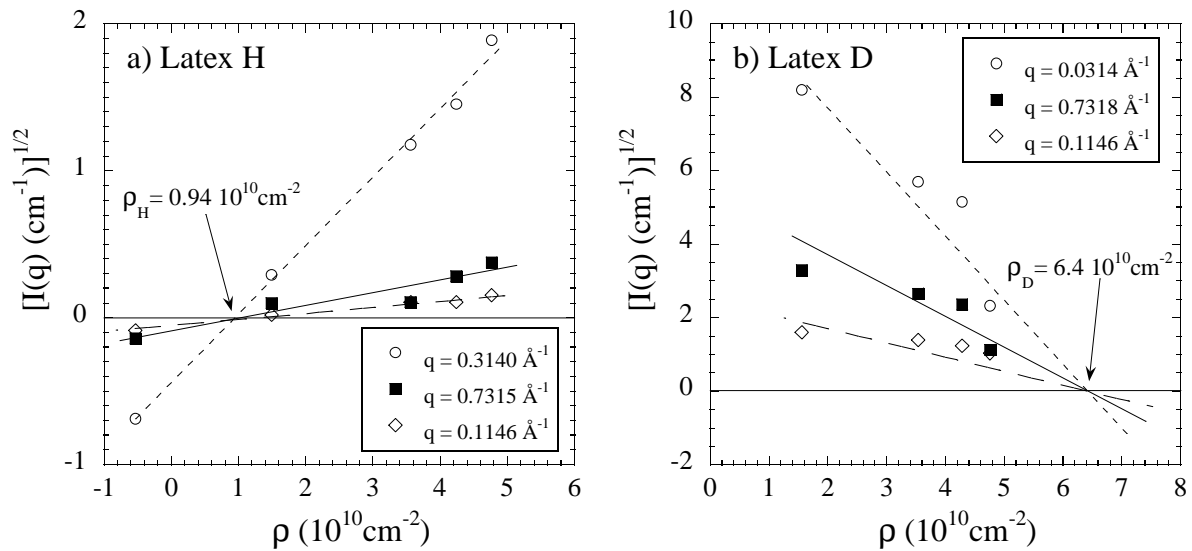 a) Latex H
[I(q) (cm⁻¹)]¹/²
2
1
0
-1
ρ_H = 0.94 10¹⁰cm⁻²
q = 0.3140 Å⁻¹
q = 0.7315 Å⁻¹
q = 0.1146 Å⁻¹
-1 0 1 2 3 4 5 6
ρ (10¹⁰cm⁻²)
b) Latex D
[I(q) (cm⁻¹)]¹/²
10
8
6
4
2
0
-2
q = 0.0314 Å⁻¹
q = 0.7318 Å⁻¹
q = 0.1146 Å⁻¹
ρ_D = 6.4 10¹⁰cm⁻²
0 1 2 3 4 5 6 7 8
ρ (10¹⁰cm⁻²)